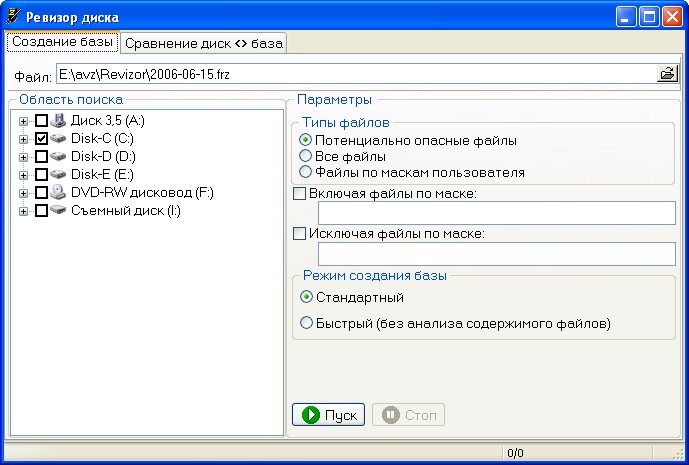 Ревизор диска
Создание базы
Сравнение диск <> база
Файл: E:\avz\Revizor\2006-06-15.frz
Область поиска
Диск 3,5 (A:)
Disk-C (C:)
Disk-D (D:)
Disk-E (E:)
DVD-RW дисковод (F:)
Съемный диск (I:)
Параметры
Типы файлов
Потенциально опасные файлы
Все файлы
Файлы по маскам пользователя
Включая файлы по маске:
Исключая файлы по маске:
Режим создания базы
Стандартный
Быстрый (без анализа содержимого файлов)
Пуск
Стоп
0/0